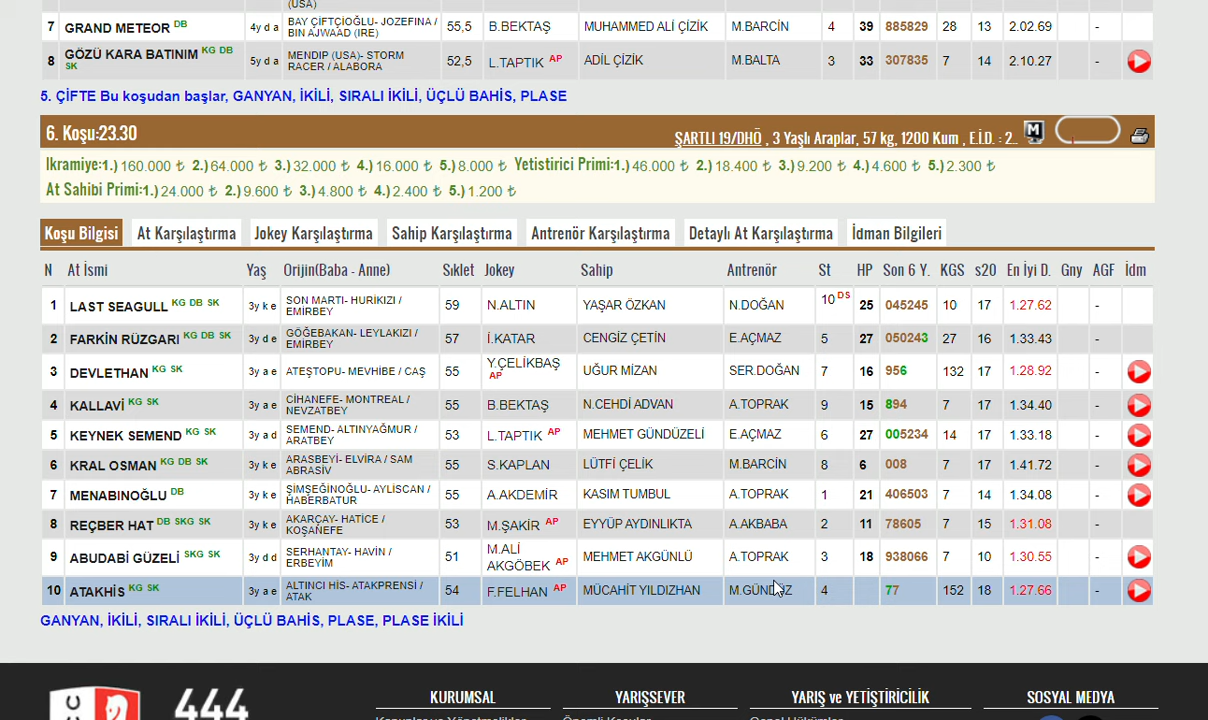 (USA)
7 GRAND METEOR DB 4y d a BAY ÇİFTÇİOĞLU- JOZEFINA / BIN AJWAAD (IRE) 55,5 B.BEKTAŞ MUHAMMED ALİ ÇİZİK M.BARCİN 4 39 885829 28 13 2.02.69 -
8 GÖZÜ KARA BATINIM KG DB SK 5y d a MENDIP (USA)- STORM RACER / ALABORA 52,5 L.TAPTIK AP ADİL ÇİZİK M.BALTA 3 33 307835 7 14 2.10.27 -
5. ÇİFTE Bu koşudan başlar, GANYAN, İKİLİ, SIRALI İKİLİ, ÜÇLÜ BAHİS, PLASE
6. Koşu:23.30 ŞARTLI 19/DHÖ , 3 Yaşlı Araplar, 57 kg, 1200 Kum , E.İ.D. : 2.. M
Ikramiye:1.) 160.000 ₺ 2.) 64.000 ₺ 3.) 32.000 ₺ 4.) 16.000 ₺ 5.) 8.000 ₺ Yetistirici Primi:1.) 46.000 ₺ 2.) 18.400 ₺ 3.) 9.200 ₺ 4.) 4.600 ₺ 5.) 2.300 ₺
At Sahibi Primi:1.) 24.000 ₺ 2.) 9.600 ₺ 3.) 4.800 ₺ 4.) 2.400 ₺ 5.) 1.200 ₺
Koşu Bilgisi At Karşılaştırma Jokey Karşılaştırma Sahip Karşılaştırma Antrenör Karşılaştırma Detaylı At Karşılaştırma İdman Bilgileri
N At İsmi Yaş Orijin(Baba - Anne) Sıklet Jokey Sahip Antrenör St HP Son 6 Y. KGS s20 En İyi D. Gny AGF İdm
1 LAST SEAGULL KG DB SK 3y k e SON MARTI- HURİKIZI / EMİRBEY 59 N.ALTIN YAŞAR ÖZKAN N.DOĞAN 10 DS 25 045245 10 17 1.27.62 -
2 FARKİN RÜZGARI KG DB SK 3y d e GÖĞEBAKAN- LEYLAKIZI / EMİRBEY 57 İ.KATAR CENGİZ ÇETİN E.AÇMAZ 5 27 050243 27 16 1.33.43 -
3 DEVLETHAN KG SK 3y a e ATEŞTOPU- MEVHİBE / CAŞ 55 Y.ÇELİKBAŞ AP UĞUR MİZAN SER.DOĞAN 7 16 956 132 17 1.28.92 -
4 KALLAVİ KG SK 3y a e CİHANEFE- MONTREAL / NEVZATBEY 55 B.BEKTAŞ N.CEHDİ ADVAN A.TOPRAK 9 15 894 7 17 1.34.40 -
5 KEYNEK SEMEND KG SK 3y a d SEMEND- ALTINYAĞMUR / ARATBEY 53 L.TAPTIK AP MEHMET GÜNDÜZELİ E.AÇMAZ 6 27 005234 14 17 1.33.18 -
6 KRAL OSMAN KG DB SK 3y k e ARASBEYİ- ELVİRA / SAM ABRASİV 55 S.KAPLAN LÜTFİ ÇELİK M.BARCİN 8 6 008 7 17 1.41.72 -
7 MENABINOĞLU DB 3y k e ŞİMŞEĞİNOĞLU- AYLİSCAN / HABERBATUR 55 A.AKDEMİR KASIM TUMBUL A.TOPRAK 1 21 406503 7 14 1.34.08 -
8 REÇBER HAT DB SKG SK 3y k e AKARÇAY- HATİCE / KOŞANEFE 53 M.ŞAKİR AP EYYÜP AYDINLIKTA A.AKBABA 2 11 78605 7 15 1.31.08 -
9 ABUDABİ GÜZELİ SKG SK 3y d d SERHANTAY- HAVİN / ERBEYİM 51 M.ALİ AKGÖBEK AP MEHMET AKGÜNLÜ A.TOPRAK 3 18 938066 7 10 1.30.55 -
10 ATAKHİS KG SK 3y a e ALTINCI HİS- ATAKPRENSİ / ATAK 54 F.FELHAN AP MÜCAHİT YILDIZHAN M.GÜNDÜZ 4 77 152 18 1.27.66 -
GANYAN, İKİLİ, SIRALI İKİLİ, ÜÇLÜ BAHİS, PLASE, PLASE İKİLİ
444 KURUMSAL YARIŞSEVER YARIŞ ve YETİŞTİRİCİLİK SOSYAL MEDYA